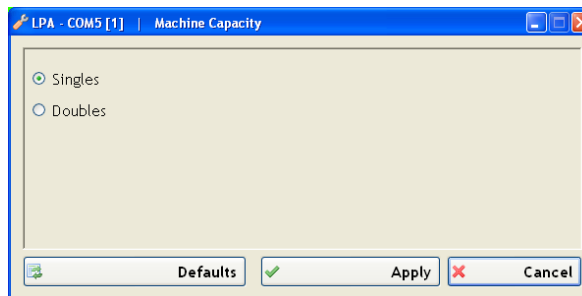 LPA - COM5 [1] | Machine Capacity
Singles
Doubles
Defaults Apply Cancel